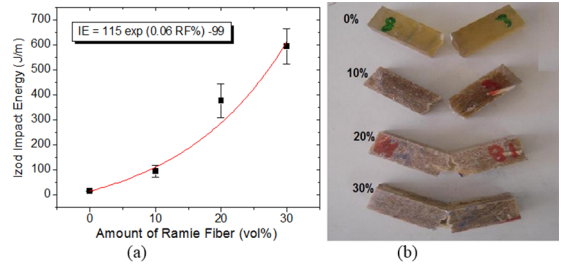 (a)
IE = 115 exp (0.06 RF%) -99
Izod Impact Energy (J/m)
700
600
500
400
300
200
100
0
0 10 20 30
Amount of Ramie Fiber (vol%)
0%
10%
20%
30%
(a)
(b)